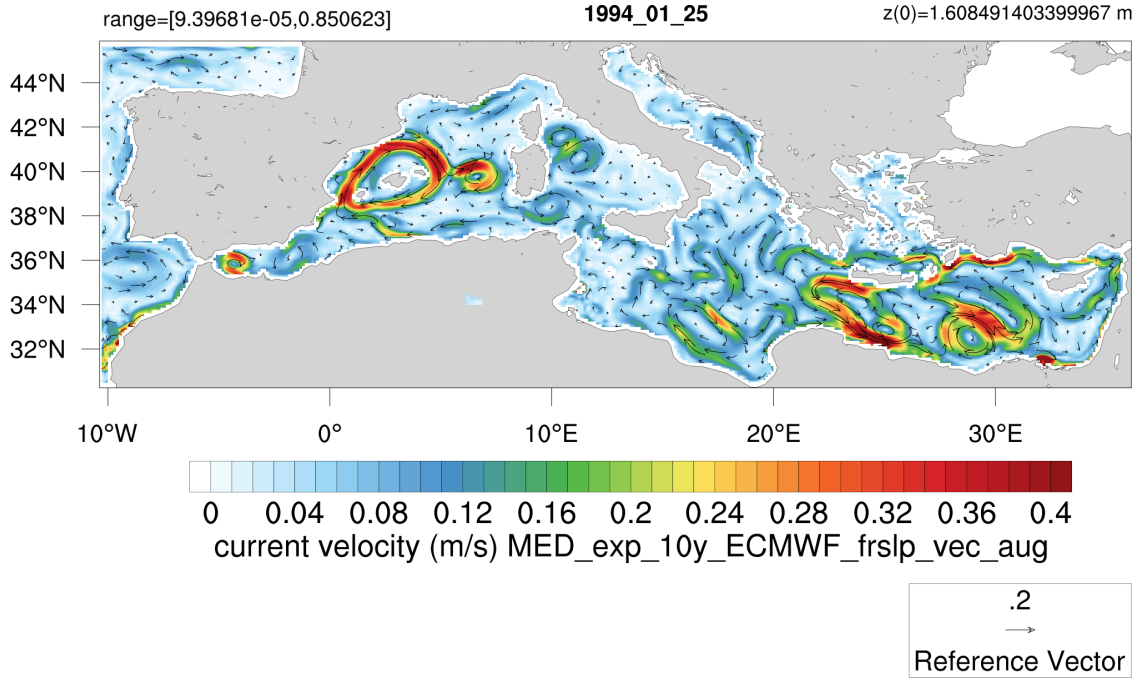 range=[9.39681e-05,0.850623]
1994_01_25
z(0)=1.608491403399967 m
44°N
42°N
40°N
38°N
36°N
34°N
32°N
10°W
0°
10°E
20°E
30°E
0
0.04
0.08
0.12
0.16
0.2
0.24
0.28
0.32
0.36
0.4
current velocity (m/s) MED_exp_10y_ECMWF_frslp_vec_aug
.2
Reference Vector